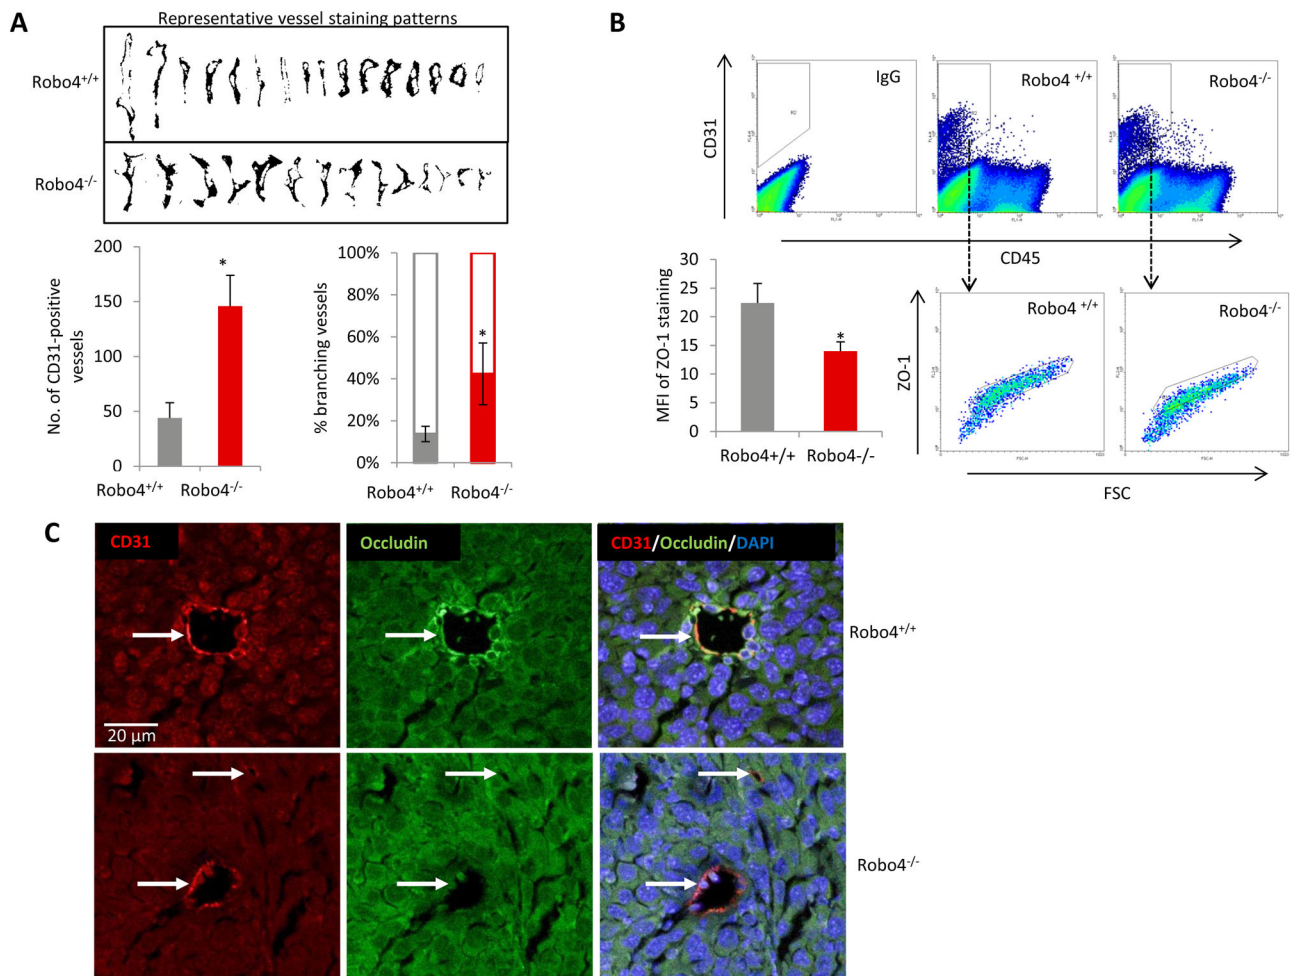 A
Representative vessel staining patterns
Robo4+/+
Robo4-/-
No. of CD31-positive
vessels
200
150
100
50
0
*
Robo4+/+
Robo4-/-
% branching vessels
100%
80%
60%
40%
20%
0%
*
Robo4+/+
Robo4-/-
B
CD31
IgG
Robo4 +/+
Robo4-/-
R2
CD45
MFI of ZO-1 staining
30
25
20
15
10
5
0
*
Robo4+/+
Robo4-/-
ZO-1
Robo4 +/+
Robo4-/-
FSC-H
FSC-H
FSC
C
CD31
Occludin
CD31/Occludin/DAPI
20 µm
Robo4+/+
Robo4-/-